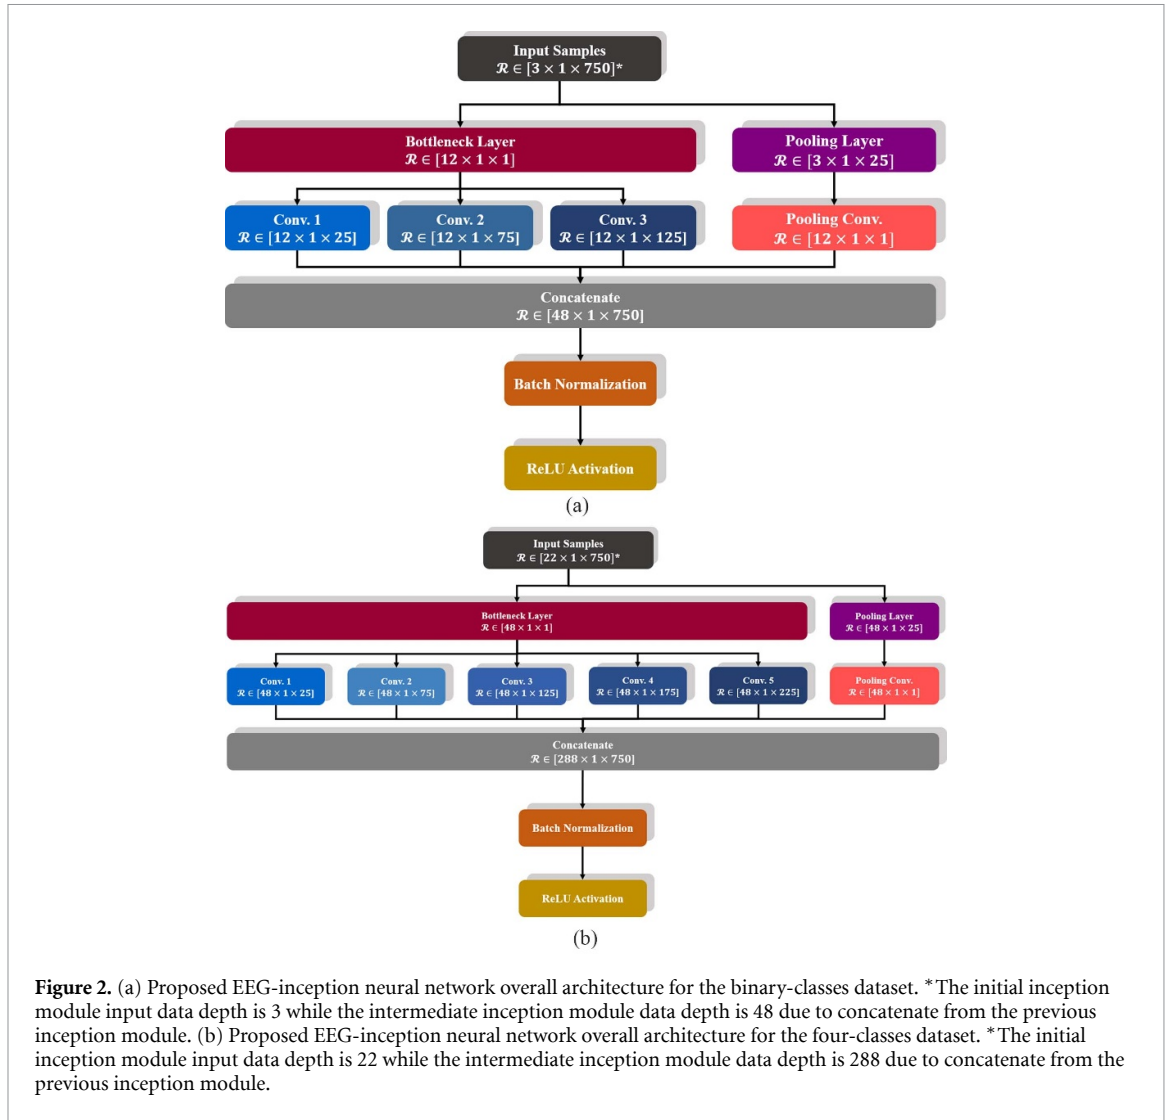 Input Samples
𝓡 ∈ [3 × 1 × 750]*
Bottleneck Layer
𝓡 ∈ [12 × 1 × 1]
Pooling Layer
𝓡 ∈ [3 × 1 × 25]
Conv. 1
𝓡 ∈ [12 × 1 × 25]
Conv. 2
𝓡 ∈ [12 × 1 × 75]
Conv. 3
𝓡 ∈ [12 × 1 × 125]
Pooling Conv.
𝓡 ∈ [12 × 1 × 1]
Concatenate
𝓡 ∈ [48 × 1 × 750]
Batch Normalization
ReLU Activation
(a)
Input Samples
𝓡 ∈ [22 × 1 × 750]*
Bottleneck Layer
𝓡 ∈ [48 × 1 × 1]
Pooling Layer
𝓡 ∈ [48 × 1 × 25]
Conv. 1
𝓡 ∈ [48 × 1 × 25]
Conv. 2
𝓡 ∈ [48 × 1 × 75]
Conv. 3
𝓡 ∈ [48 × 1 × 125]
Conv. 4
𝓡 ∈ [48 × 1 × 175]
Conv. 5
𝓡 ∈ [48 × 1 × 225]
Pooling Conv.
𝓡 ∈ [48 × 1 × 1]
Concatenate
𝓡 ∈ [288 × 1 × 750]
Batch Normalization
ReLU Activation
(b)
Figure 2. (a) Proposed EEG-inception neural network overall architecture for the binary-classes dataset. *The initial inception
module input data depth is 3 while the intermediate inception module data depth is 48 due to concatenate from the previous
inception module. (b) Proposed EEG-inception neural network overall architecture for the four-classes dataset. *The initial
inception module input data depth is 22 while the intermediate inception module data depth is 288 due to concatenate from the
previous inception module.